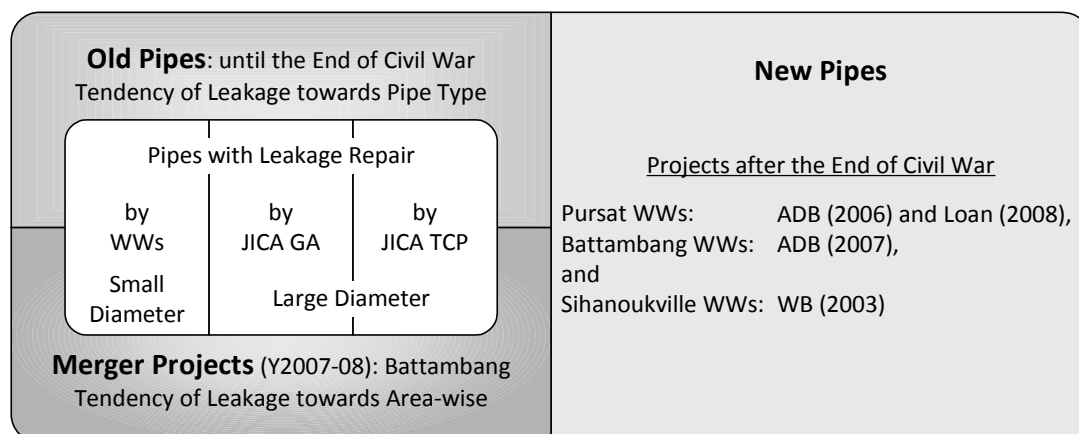 Old Pipes: until the End of Civil War
Tendency of Leakage towards Pipe Type
Pipes with Leakage Repair
by
WWs
by
JICA GA
by
JICA TCP
Small
Diameter
Large Diameter
Merger Projects (Y2007-08): Battambang
Tendency of Leakage towards Area-wise
New Pipes
Projects after the End of Civil War
Pursat WWs: ADB (2006) and Loan (2008),
Battambang WWs: ADB (2007),
and
Sihanoukville WWs: WB (2003)